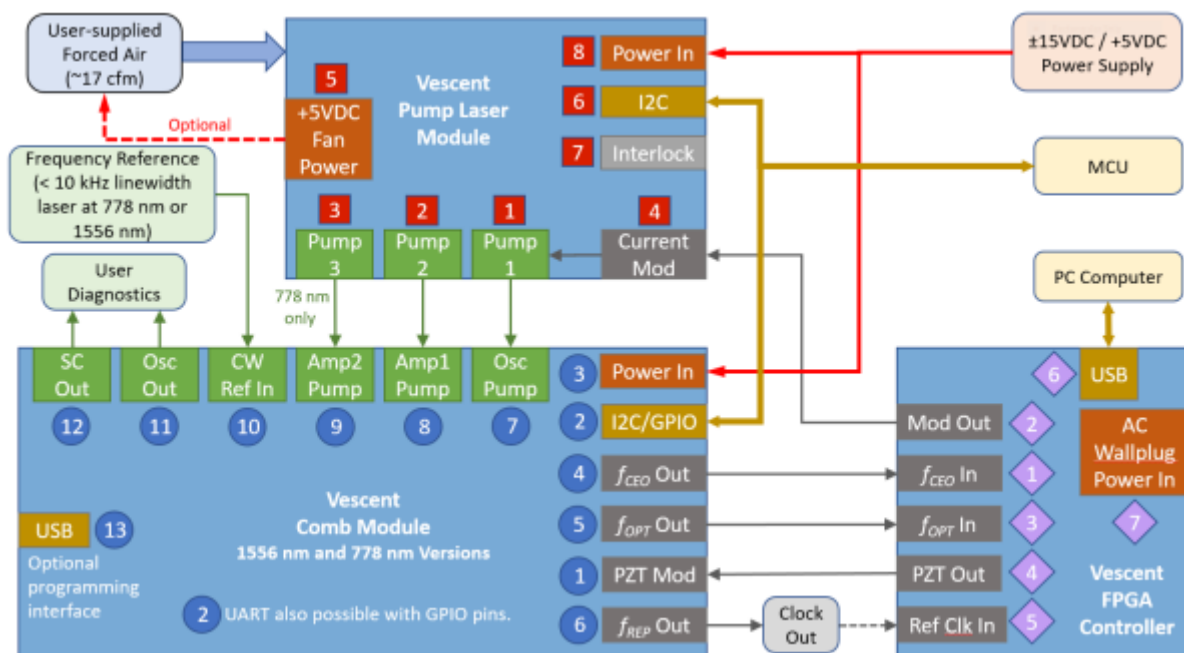 User-supplied
Forced Air
(~17 cfm)
Optional
Frequency Reference
(< 10 kHz linewidth
laser at 778 nm or
1556 nm)
User
Diagnostics
Vescent
Pump Laser
Module
5
+5VDC
Fan
Power
8
Power In
6
I2C
7
Interlock
3
Pump
3
2
Pump
2
1
Pump
1
4
Current
Mod
±15VDC / +5VDC
Power Supply
MCU
PC Computer
778 nm
only
SC
Out
12
Osc
Out
11
CW
Ref In
10
Amp2
Pump
9
Amp1
Pump
8
Osc
Pump
7
3
Power In
2
I2C/GPIO
4
fCEO Out
5
fOPT Out
1
PZT Mod
6
fREP Out
Vescent
Comb Module
1556 nm and 778 nm Versions
USB
13
Optional
programming
interface
2
UART also possible with GPIO pins.
Clock
Out
6
USB
Mod Out
2
fCEO In
1
fOPT In
3
PZT Out
4
Ref Clk In
5
AC
Wallplug
Power In
7
Vescent
FPGA
Controller